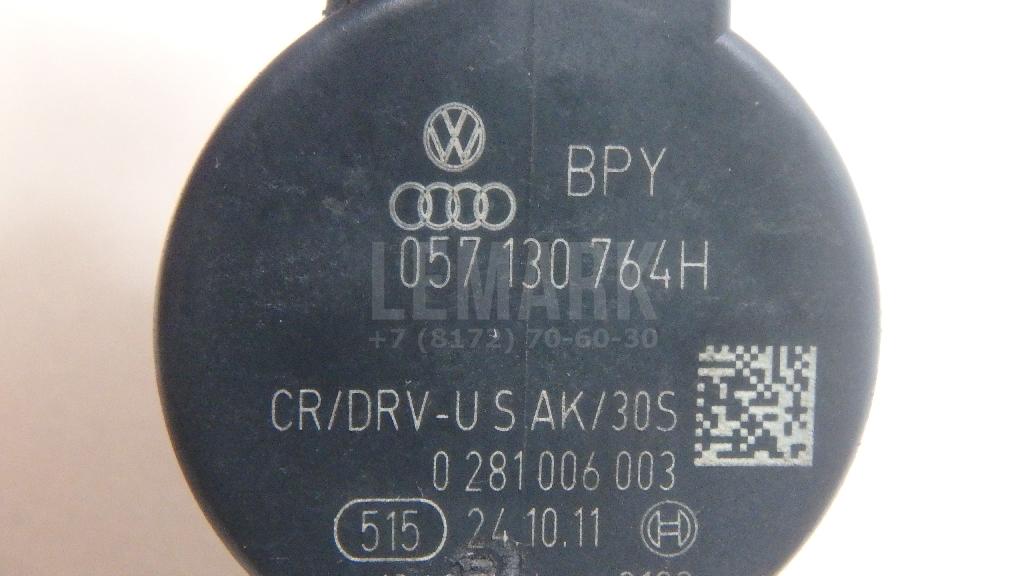 BPY
057 130 764H
LEMARK
+7 (8172) 70-60-30
CR/DRV-U S AK/30S
0 281 006 003
515 24.10.11